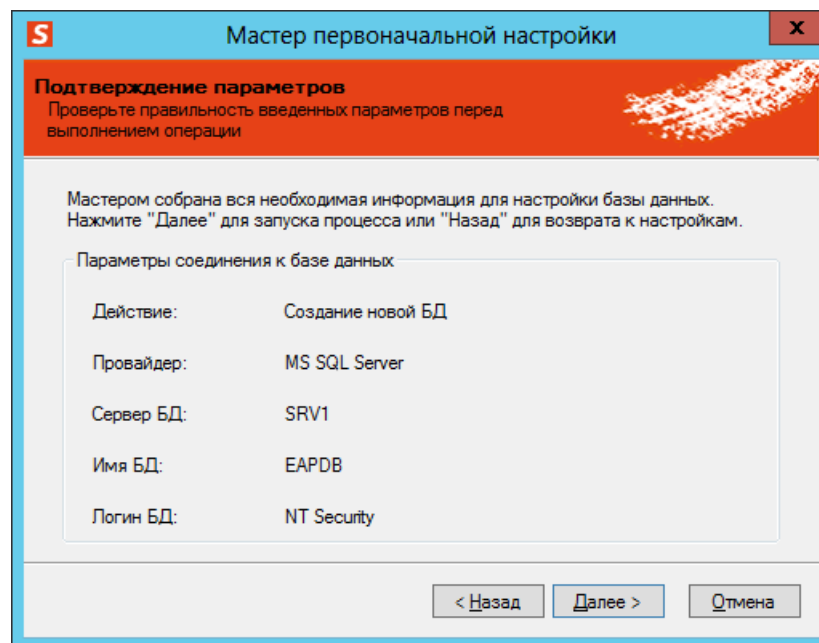 S
Мастер первоначальной настройки
x
Подтверждение параметров
Проверьте правильность введенных параметров перед
выполнением операции
Мастером собрана вся необходимая информация для настройки базы данных.
Нажмите "Далее" для запуска процесса или "Назад" для возврата к настройкам.
Параметры соединения к базе данных
Действие: Создание новой БД
Провайдер: MS SQL Server
Сервер БД: SRV1
Имя БД: EAPDB
Логин БД: NT Security
< Назад Далее > Отмена